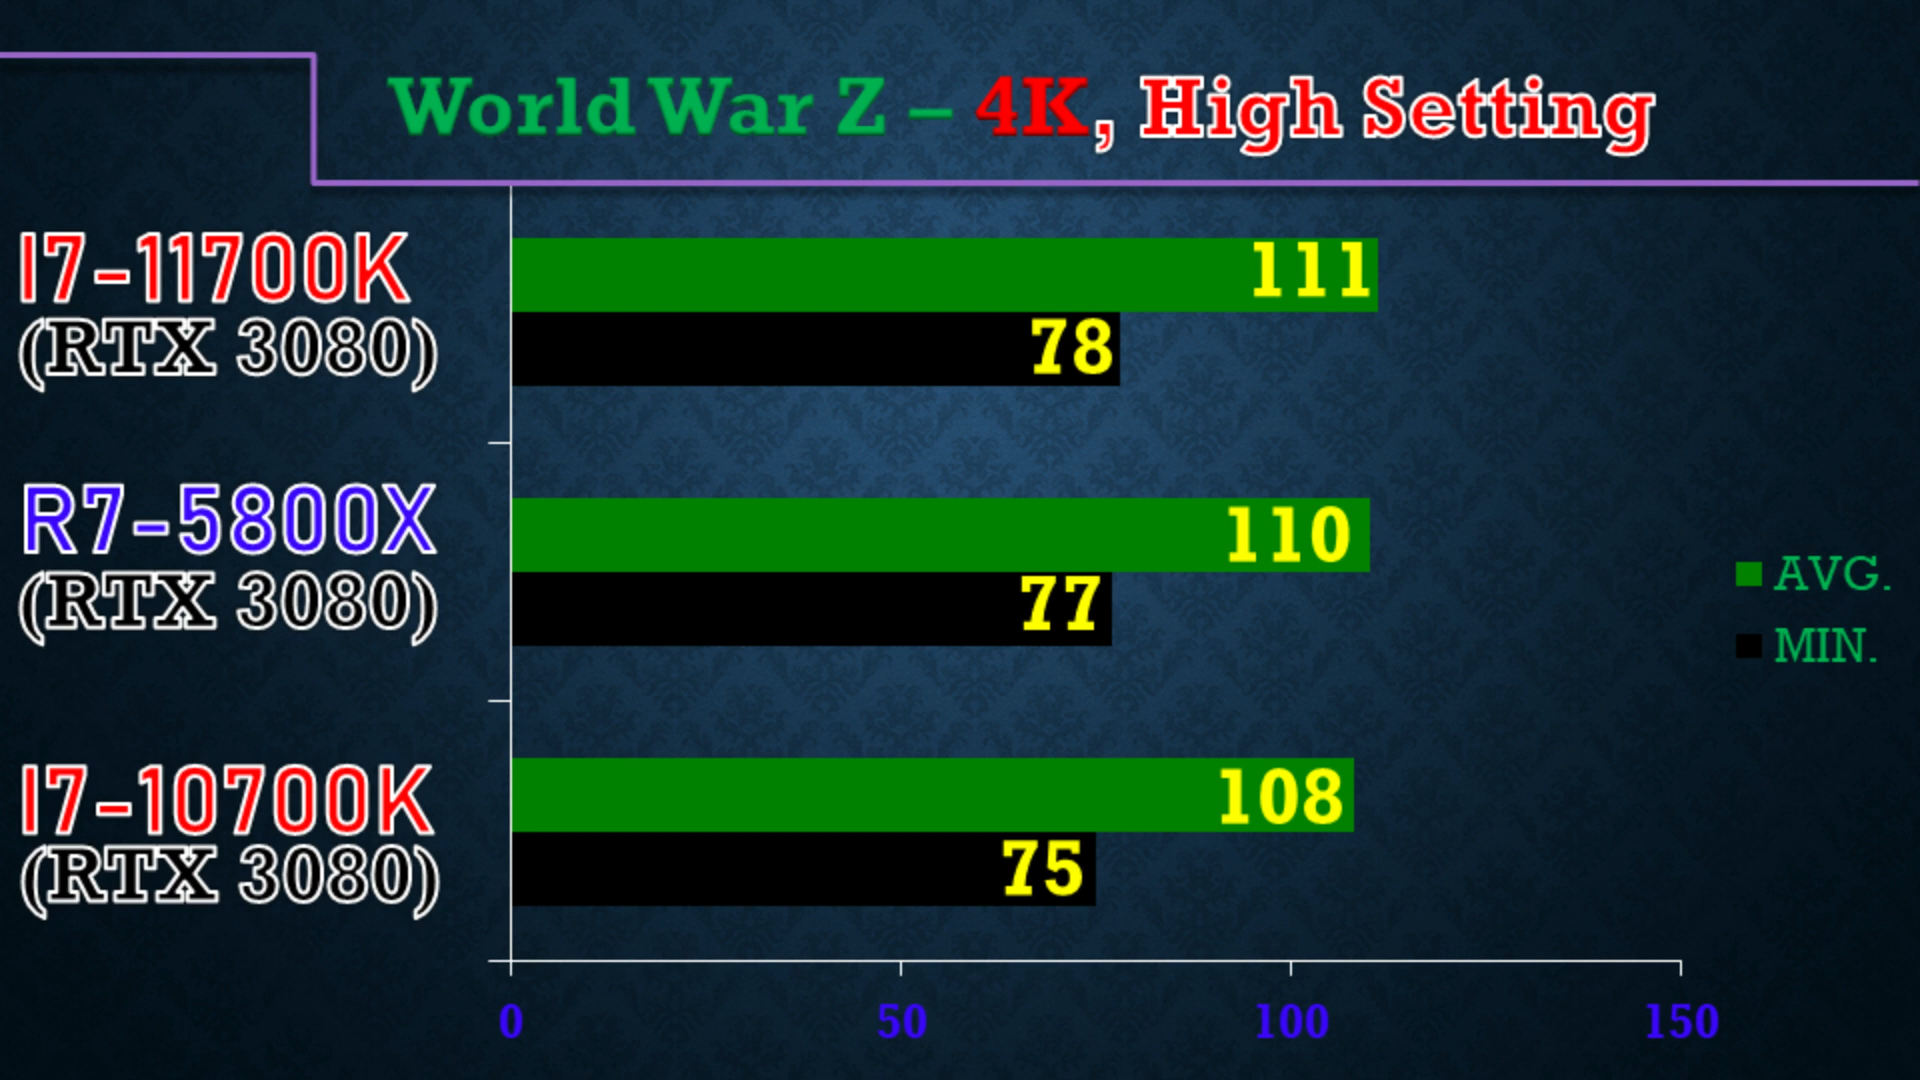 World War Z – 4K, High Setting
I7-11700K
(RTX 3080)
111
78
R7-5800X
(RTX 3080)
110
77
AVG.
MIN.
I7-10700K
(RTX 3080)
108
75
0 50 100 150